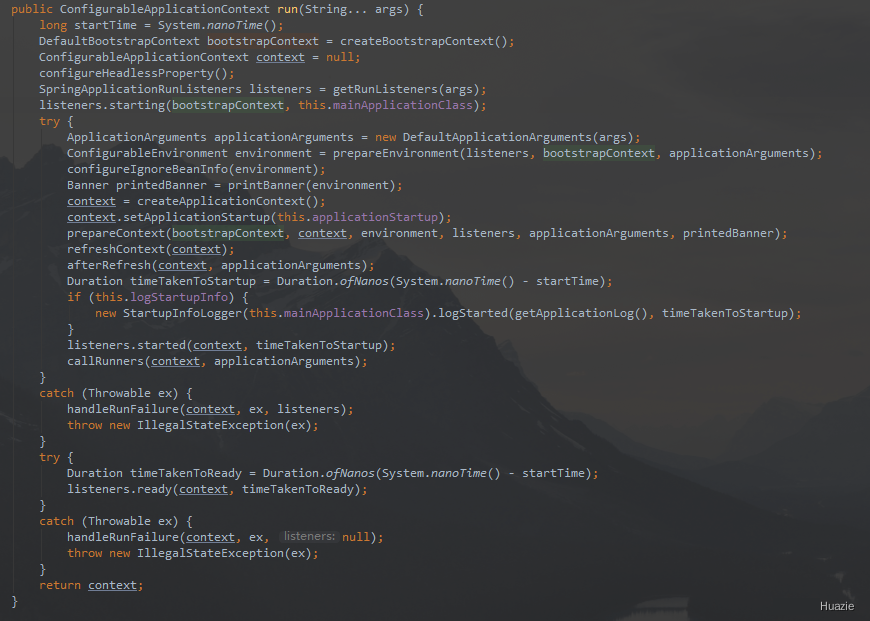 public ConfigurableApplicationContext run(String... args) {
    long startTime = System.nanoTime();
    DefaultBootstrapContext bootstrapContext = createBootstrapContext();
    ConfigurableApplicationContext context = null;
    configureHeadlessProperty();
    SpringApplicationRunListeners listeners = getRunListeners(args);
    listeners.starting(bootstrapContext, this.mainApplicationClass);
    try {
        ApplicationArguments applicationArguments = new DefaultApplicationArguments(args);
        ConfigurableEnvironment environment = prepareEnvironment(listeners, bootstrapContext, applicationArguments);
        configureIgnoreBeanInfo(environment);
        Banner printedBanner = printBanner(environment);
        context = createApplicationContext();
        context.setApplicationStartup(this.applicationStartup);
        prepareContext(bootstrapContext, context, environment, listeners, applicationArguments, printedBanner);
        refreshContext(context);
        afterRefresh(context, applicationArguments);
        Duration timeTakenToStartup = Duration.ofNanos(System.nanoTime() - startTime);
        if (this.logStartupInfo) {
            new StartupInfoLogger(this.mainApplicationClass).logStarted(getApplicationLog(), timeTakenToStartup);
        }
        listeners.started(context, timeTakenToStartup);
        callRunners(context, applicationArguments);
    }
    catch (Throwable ex) {
        handleRunFailure(context, ex, listeners);
        throw new IllegalStateException(ex);
    }
    try {
        Duration timeTakenToReady = Duration.ofNanos(System.nanoTime() - startTime);
        listeners.ready(context, timeTakenToReady);
    }
    catch (Throwable ex) {
        handleRunFailure(context, ex, listeners: null);
        throw new IllegalStateException(ex);
    }
    return context;
}
Huazie